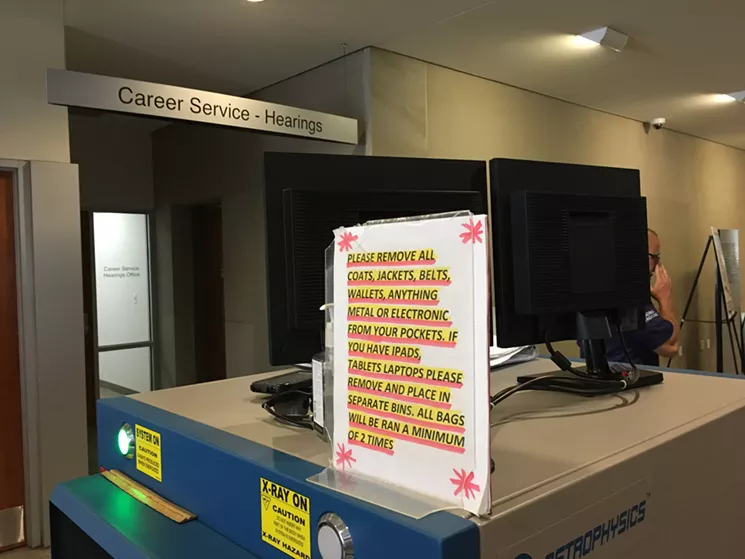 Career Service - Hearings
Career Service
Hearings Office
PLEASE REMOVE ALL
COATS, JACKETS, BELTS,
WALLETS, ANYTHING
METAL OR ELECTRONIC
FROM YOUR POCKETS. IF
YOU HAVE IPADS,
TABLETS LAPTOPS PLEASE
REMOVE AND PLACE IN
SEPARATE BINS. ALL BAGS
WILL BE RAN A MINIMUM
OF 2 TIMES
SYSTEM ON
CAUTION
X-RAY ON
CAUTION
X-RAY HAZARD
ASTROPHYSICS